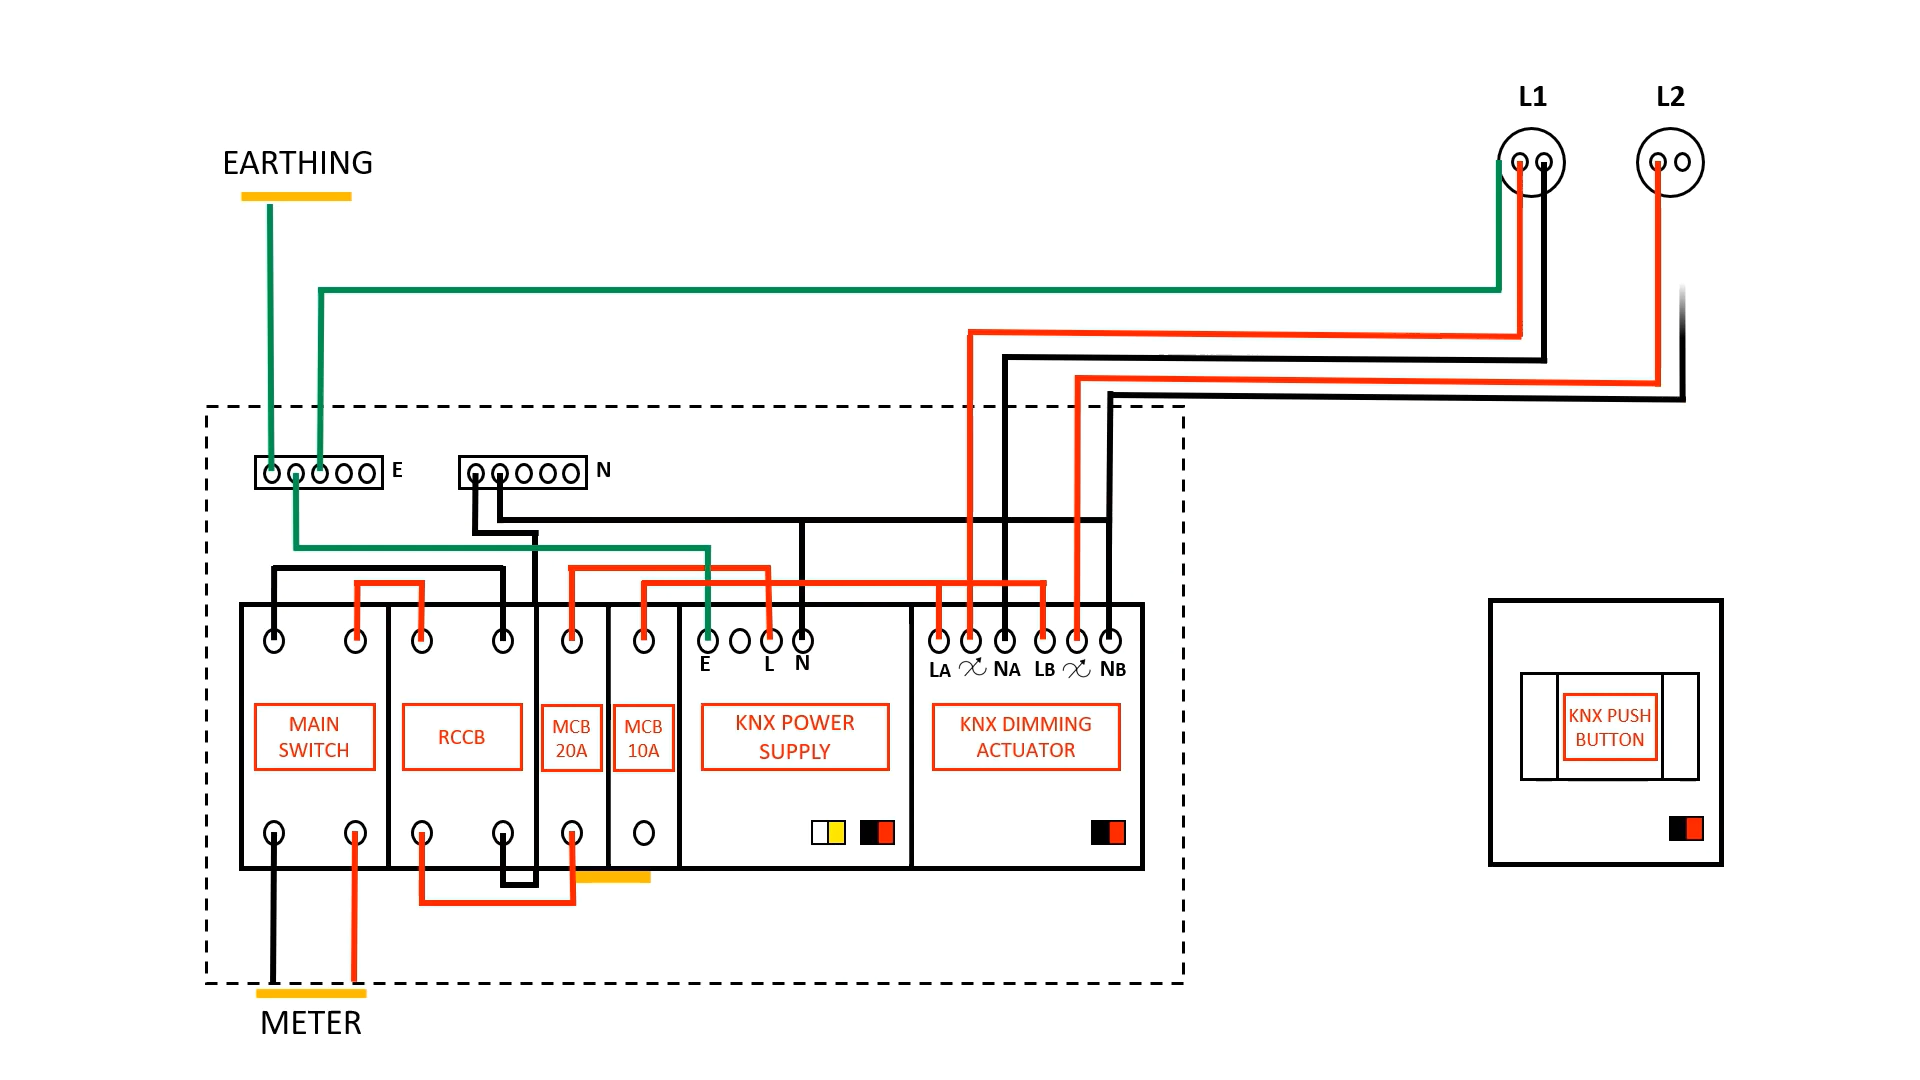 L1
L2
EARTHING
E
N
E
L
N
LA
NA
LB
NB
MAIN
SWITCH
RCCB
MCB
20A
MCB
10A
KNX POWER
SUPPLY
KNX DIMMING
ACTUATOR
KNX PUSH
BUTTON
METER